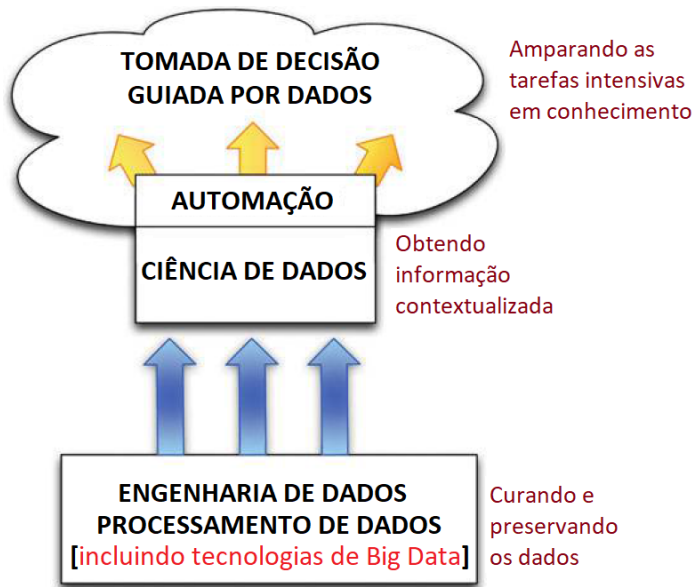 TOMADA DE DECISÃO
GUIADA POR DADOS
Amparando as
tarefas intensivas
em conhecimento
AUTOMAÇÃO
CIÊNCIA DE DADOS
Obtendo
informação
contextualizada
ENGENHARIA DE DADOS
PROCESSAMENTO DE DADOS
[incluindo tecnologias de Big Data]
Curando e
preservando
os dados